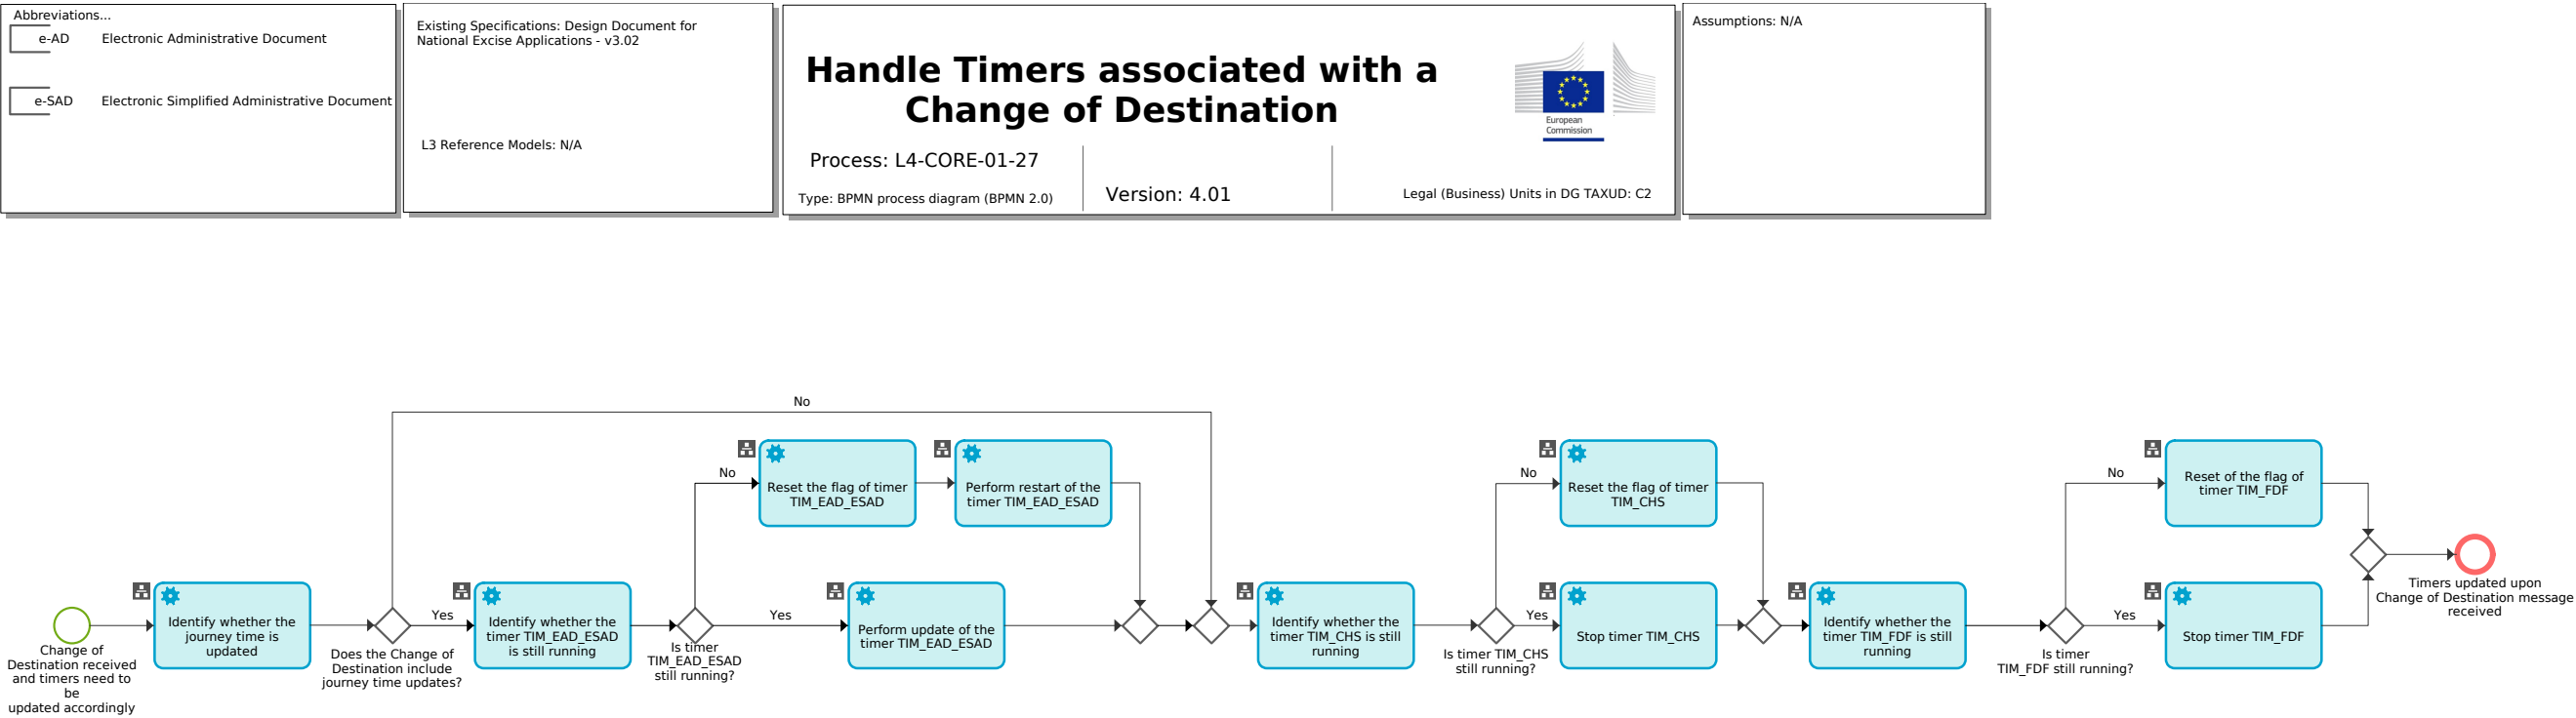 Abbreviations...
e-AD
Electronic Administrative Document
e-SAD
Electronic Simplified Administrative Document
Existing Specifications: Design Document for
National Excise Applications - v3.02
L3 Reference Models: N/A
Handle Timers associated with a
Change of Destination
European
Commission
Process: L4-CORE-01-27
Type: BPMN process diagram (BPMN 2.0)
Version: 4.01
Legal (Business) Units in DG TAXUD: C2
Assumptions: N/A
Change of
Destination received
and timers need to
be
updated accordingly
Identify whether the
journey time is
updated
Does the Change of
Destination include
journey time updates?
No
Yes
Identify whether the
timer TIM_EAD_ESAD
is still running
Is timer
TIM_EAD_ESAD
still running?
No
Reset the flag of timer
TIM_EAD_ESAD
Perform restart of the
timer TIM_EAD_ESAD
Yes
Perform update of the
timer TIM_EAD_ESAD
Identify whether the
timer TIM_CHS is still
running
Is timer TIM_CHS
still running?
No
Reset the flag of timer
TIM_CHS
Yes
Stop timer TIM_CHS
Identify whether the
timer TIM_FDF is still
running
Is timer
TIM_FDF still running?
No
Reset of the flag of
timer TIM_FDF
Yes
Stop timer TIM_FDF
Timers updated upon
Change of Destination message
received